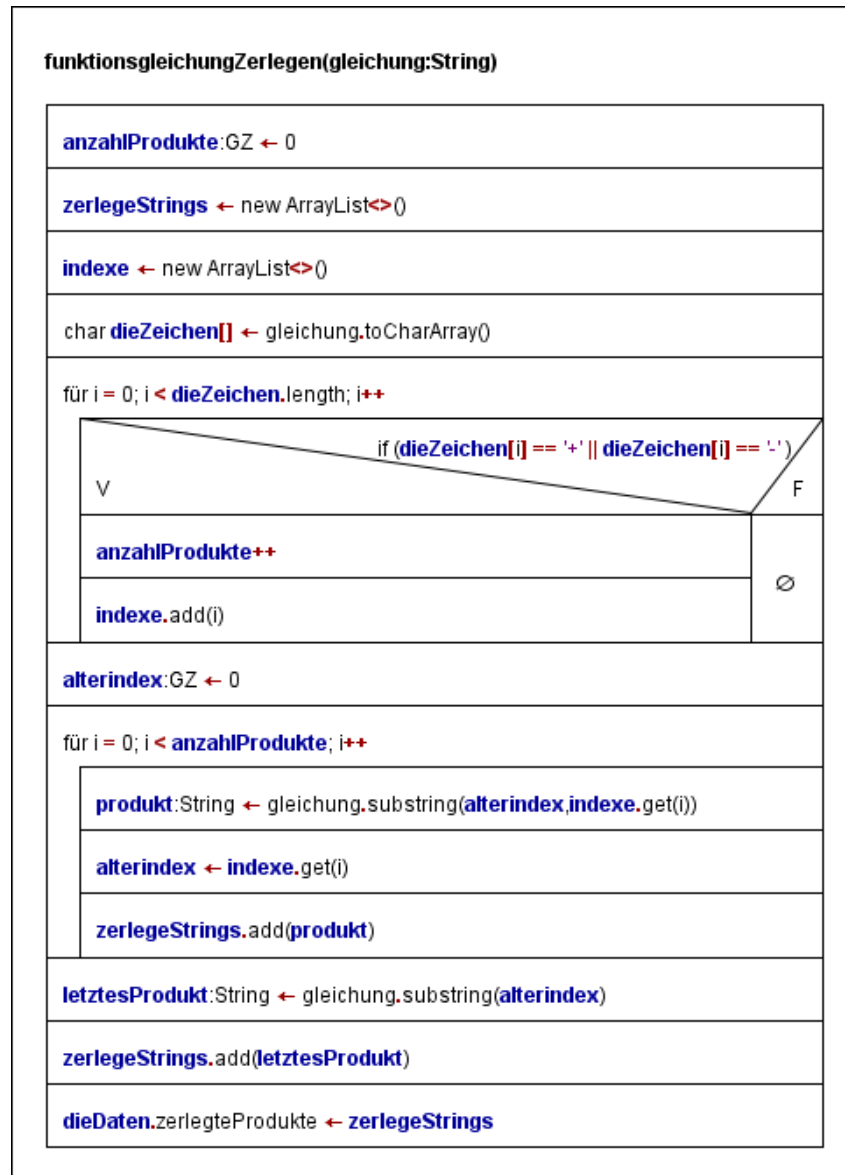 funktionsgleichungZerlegen(gleichung:String)
anzahlProdukte:GZ ← 0
zerlegeStrings ← new ArrayList<>()
indexe ← new ArrayList<>()
char dieZeichen[] ← gleichung.toCharArray()
für i = 0; i < dieZeichen.length; i++
if (dieZeichen[i] == '+' || dieZeichen[i] == '-' )
V
F
anzahlProdukte++
∅
indexe.add(i)
alterindex:GZ ← 0
für i = 0; i < anzahlProdukte; i++
produkt:String ← gleichung.substring(alterindex,indexe.get(i))
alterindex ← indexe.get(i)
zerlegeStrings.add(produkt)
letztesProdukt:String ← gleichung.substring(alterindex)
zerlegeStrings.add(letztesProdukt)
dieDaten.zerlegteProdukte ← zerlegeStrings